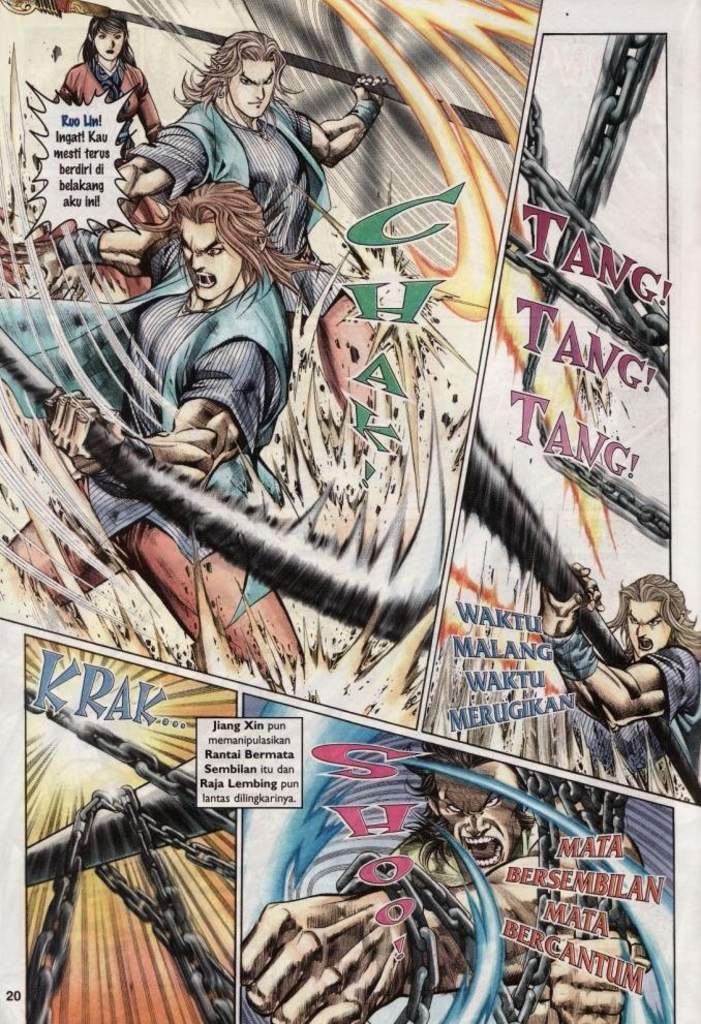 Ruo Lin!
Ingat! Kau
mesti terus
berdiri di
belakang
aku ini!
CHAK!
TANG!
TANG!
TANG!
WAKTU
MALANG
WAKTU
MERUGIKAN
KRAK....
Jiang Xin pun
memanipulasikan
Rantai Bermata
Sembilan itu dan
Raja Lembing pun
lantas dilingkarinya.
SHOO!
MATA
BERSEMBILAN
MATA
BERCANTUM
20